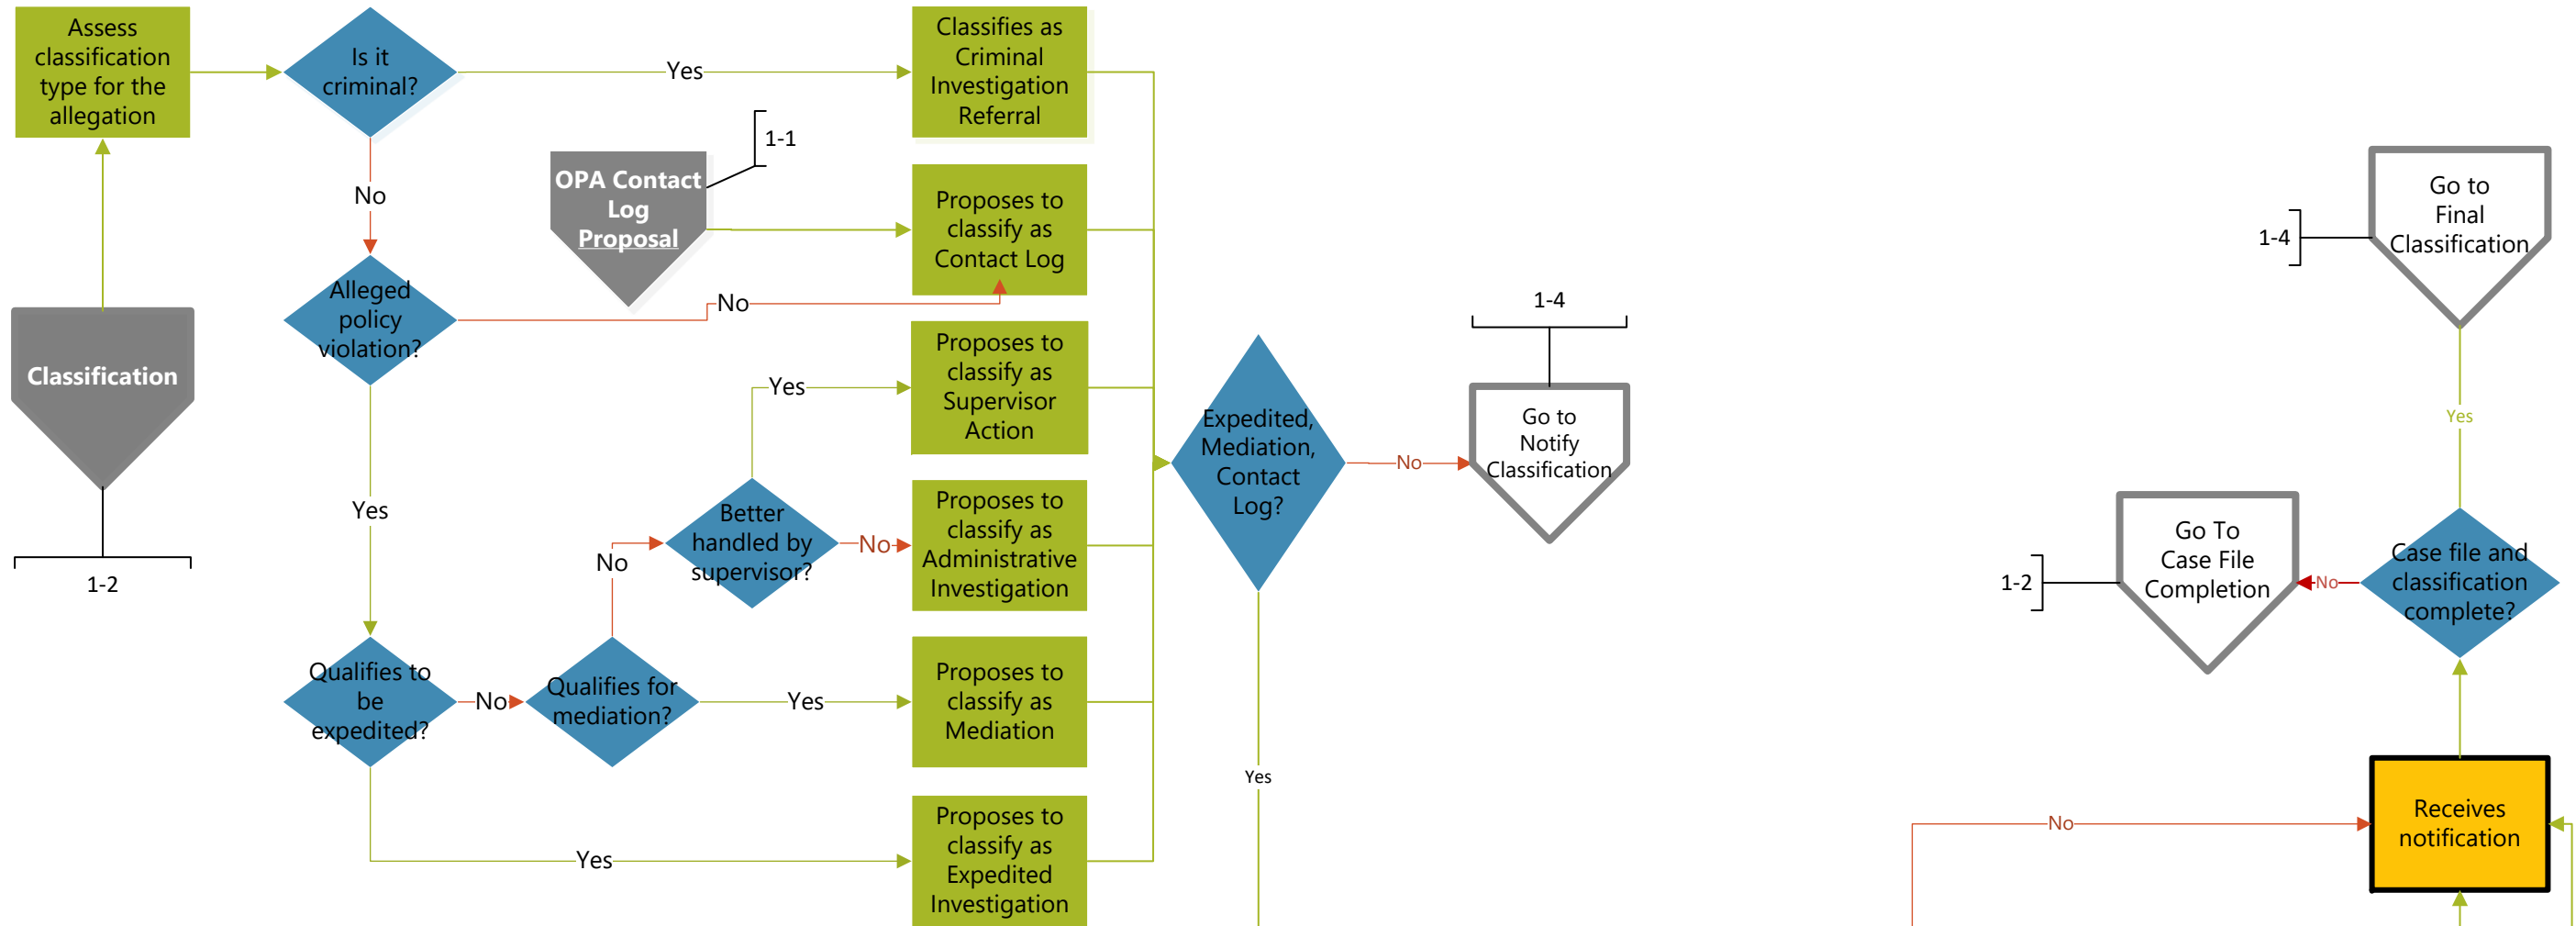 Assess
classification
type for the
allegation
Is it
criminal?
Yes
Classifies as
Criminal
Investigation
Referral
No
OPA Contact
Log
Proposal
1-1
Proposes to
classify as
Contact Log
Alleged
policy
violation?
No
Classification
1-2
Yes
Proposes to
classify as
Supervisor
Action
Yes
Better
handled by
supervisor?
No
No
Proposes to
classify as
Administrative
Investigation
Qualifies to
be
expedited?
No
Qualifies for
mediation?
Yes
Proposes to
classify as
Mediation
Yes
Proposes to
classify as
Expedited
Investigation
Expedited,
Mediation,
Contact
Log?
No
1-4
Go to
Notify
Classification
Yes
Go to
Final
Classification
1-4
Yes
Case file and
classification
complete?
No
Go To
Case File
Completion
1-2
Receives
notification
No